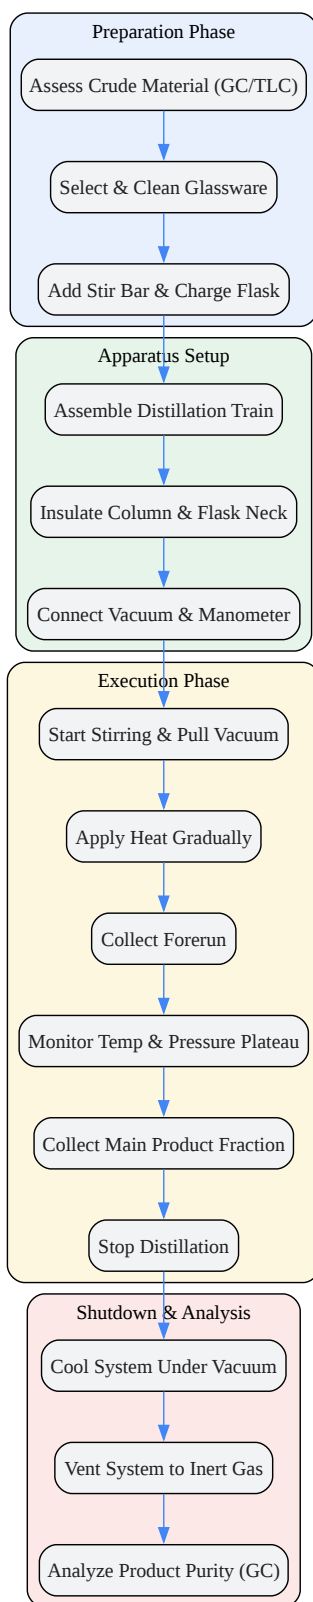 Preparation Phase
Assess Crude Material (GC/TLC)
Select & Clean Glassware
Add Stir Bar & Charge Flask
Apparatus Setup
Assemble Distillation Train
Insulate Column & Flask Neck
Connect Vacuum & Manometer
Execution Phase
Start Stirring & Pull Vacuum
Apply Heat Gradually
Collect Forerun
Monitor Temp & Pressure Plateau
Collect Main Product Fraction
Stop Distillation
Shutdown & Analysis
Cool System Under Vacuum
Vent System to Inert Gas
Analyze Product Purity (GC)